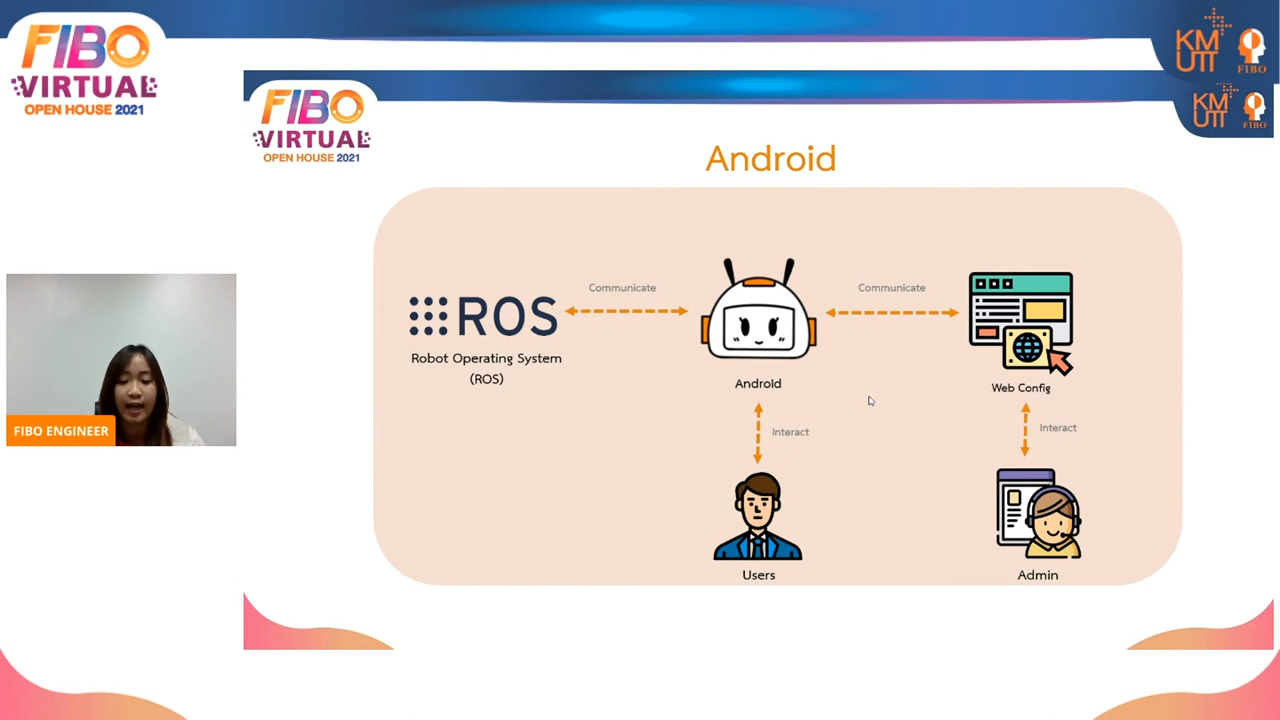 FIBO
VIRTUAL
OPEN HOUSE 2021
KM
UTT
FIBO
FIBO
VIRTUAL
OPEN HOUSE 2021
KM
UTT
FIBO
Android
Communicate
Communicate
ROS
Robot Operating System
(ROS)
Android
Web Config
Interact
Interact
FIBO ENGINEER
Users
Admin